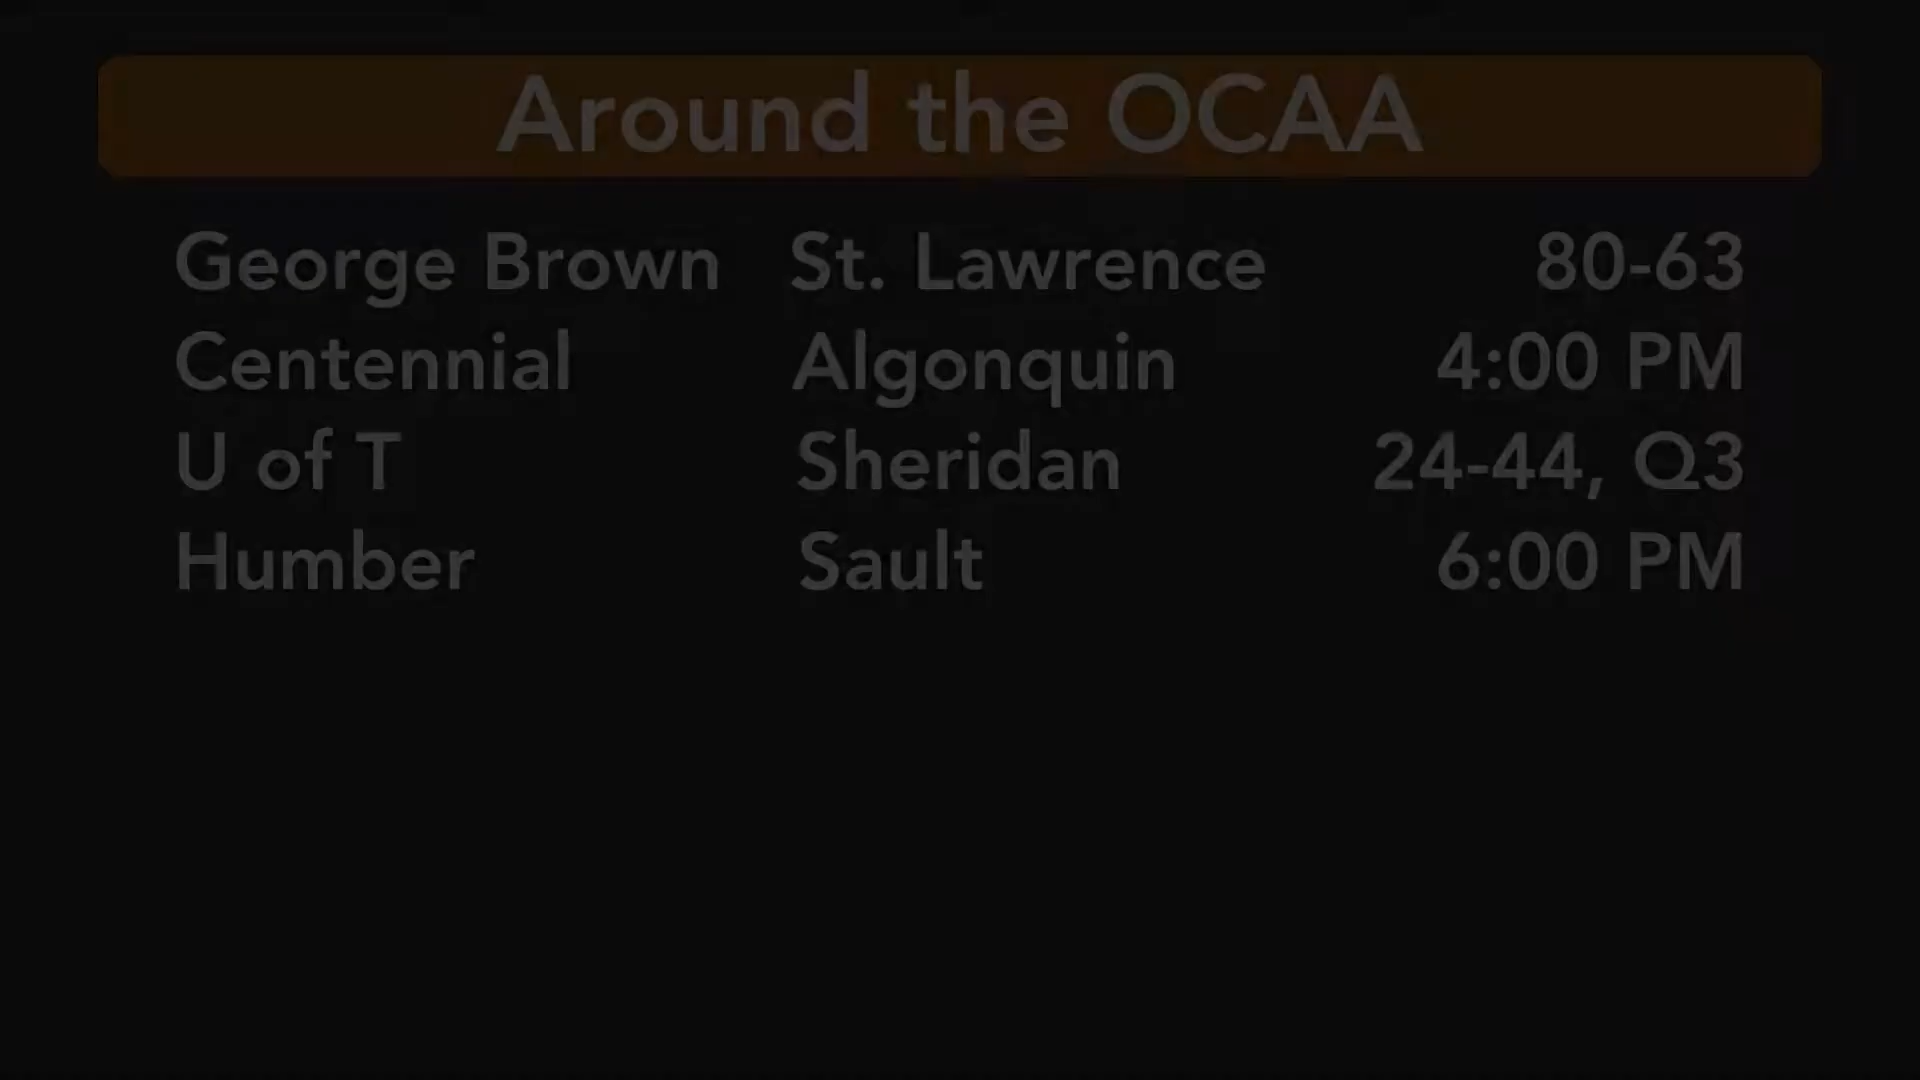 Around the OCAA
George Brown St. Lawrence 80-63
Centennial Algonquin 4:00 PM
U of T Sheridan 24-44, Q3
Humber Sault 6:00 PM